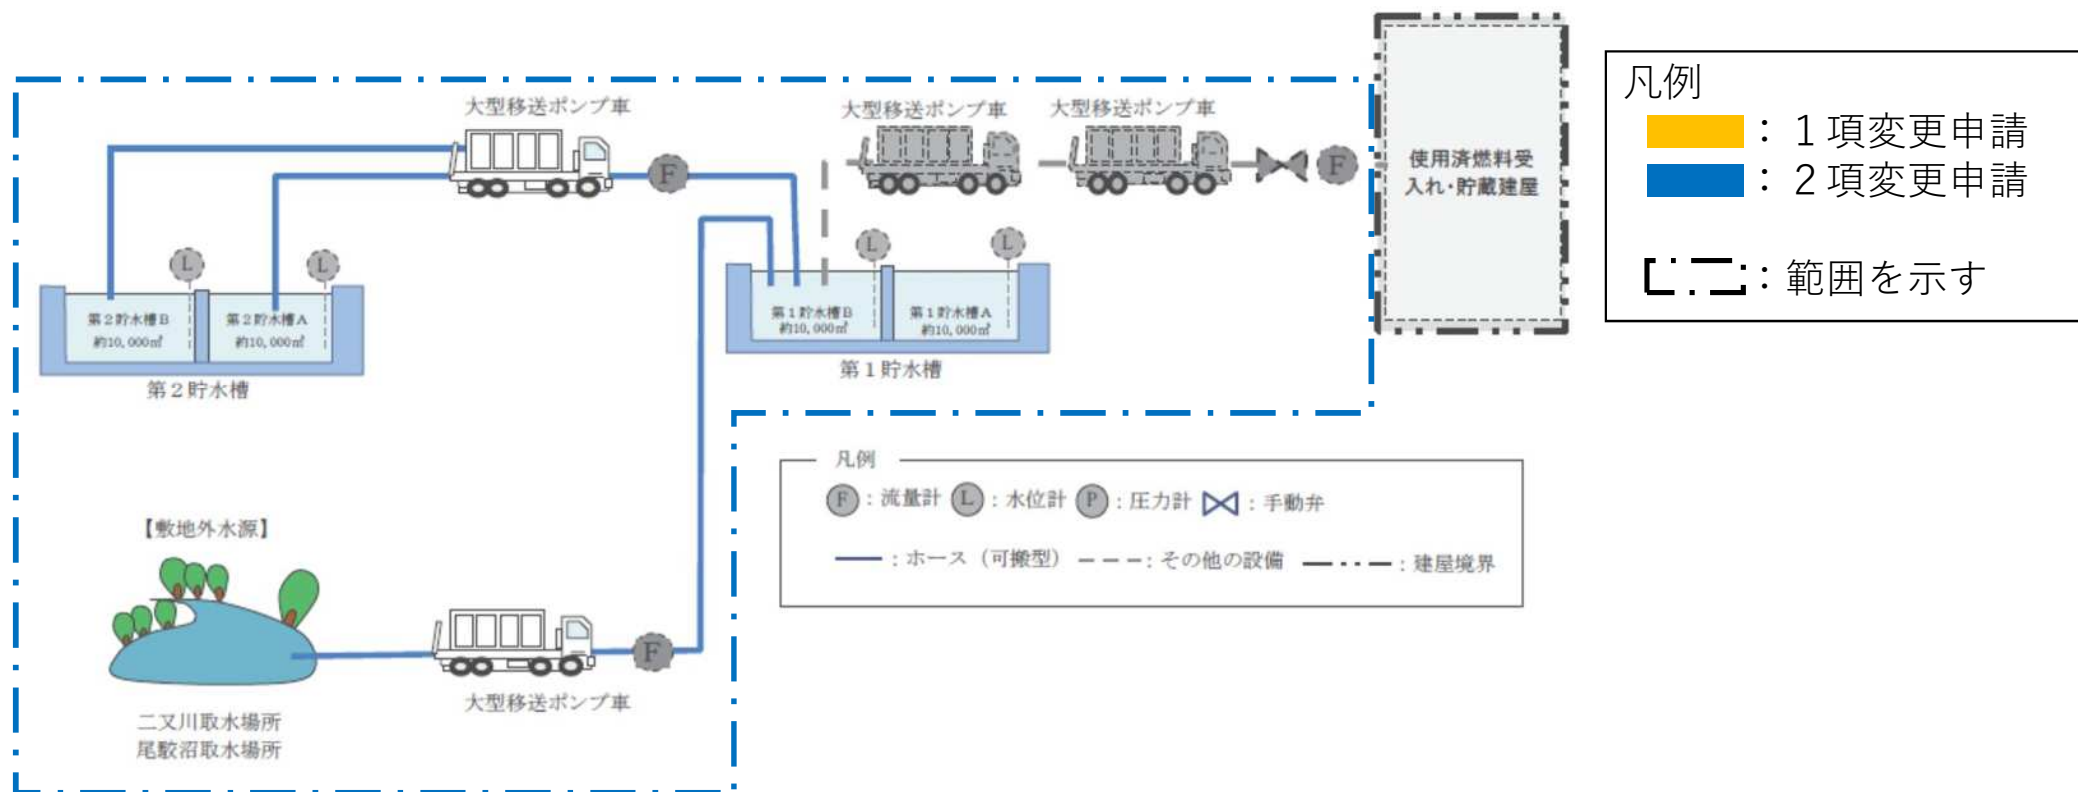 大型移送ポンプ車
大型移送ポンプ車
大型移送ポンプ車
F
F
使用済燃料受
入れ・貯蔵建屋
凡例
：１項変更申請
：２項変更申請
：範囲を示す
L
L
L
L
第２貯水槽B
約10,000㎥
第２貯水槽A
約10,000㎥
第２貯水槽
第１貯水槽B
約10,000㎥
第１貯水槽A
約10,000㎥
第１貯水槽
凡例
F：流量計 L：水位計 P：圧力計 ：手動弁
：ホース（可搬型） ：その他の設備 ：建屋境界
【敷地外水源】
F
大型移送ポンプ車
二又川取水場所
尾駮沼取水場所